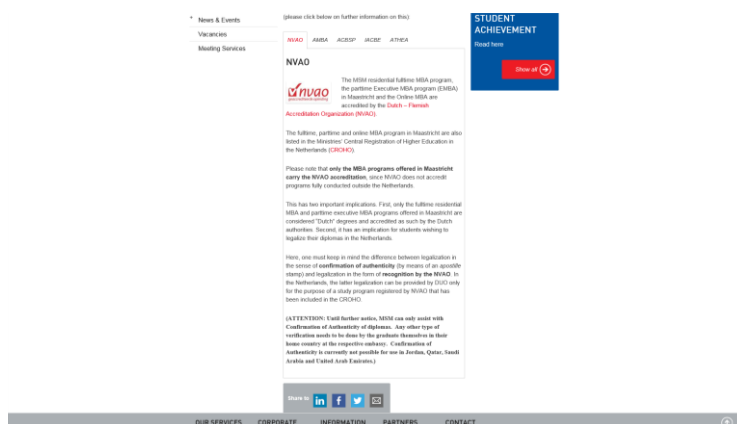 News & Events
Vacancies
Meeting Services
(please click below on further information on this)
NVAO AMBA ACBSP IACBE ATHEA
NVAO
nvao
The MSM residential fulltime MBA program,
the parttime Executive MBA program (EMBA)
in Maastricht and the Online MBA are
accredited by the Dutch – Flemish
Accreditation Organization (NVAO).
The fulltime, parttime and online MBA program in Maastricht are also
listed in the Ministries' Central Registration of Higher Education in
the Netherlands (CROHO).
Please note that only the MBA programs offered in Maastricht
carry the NVAO accreditation, since NVAO does not accredit
programs fully conducted outside the Netherlands.
This has two important implications. First, only the fulltime residential
MBA and parttime executive MBA programs offered in Maastricht are
considered "Dutch" degrees and accredited as such by the Dutch
authorities. Second, it has an implication for students wishing to
legalize their diplomas in the Netherlands.
Here, one must keep in mind the difference between legalization in
the sense of confirmation of authenticity (by means of an apostille
stamp) and legalization in the form of recognition by the NVAO. In
the Netherlands, the latter legalization can be provided by DUO only
for the purpose of a study program registered by NVAO that has
been included in the CROHO.
(ATTENTION: Until further notice, MSM can only assist with
Confirmation of Authenticity of diplomas. Any other type of
verification needs to be done by the graduate themselves in their
home country at the respective embassy. Confirmation of
Authenticity is currently not possible for use in Jordan, Qatar, Saudi
Arabia and United Arab Emirates.)
Share to
STUDENT
ACHIEVEMENT
Read here
Show all
OUR SERVICES CORPORATE INFORMATION PARTNERS CONTACT